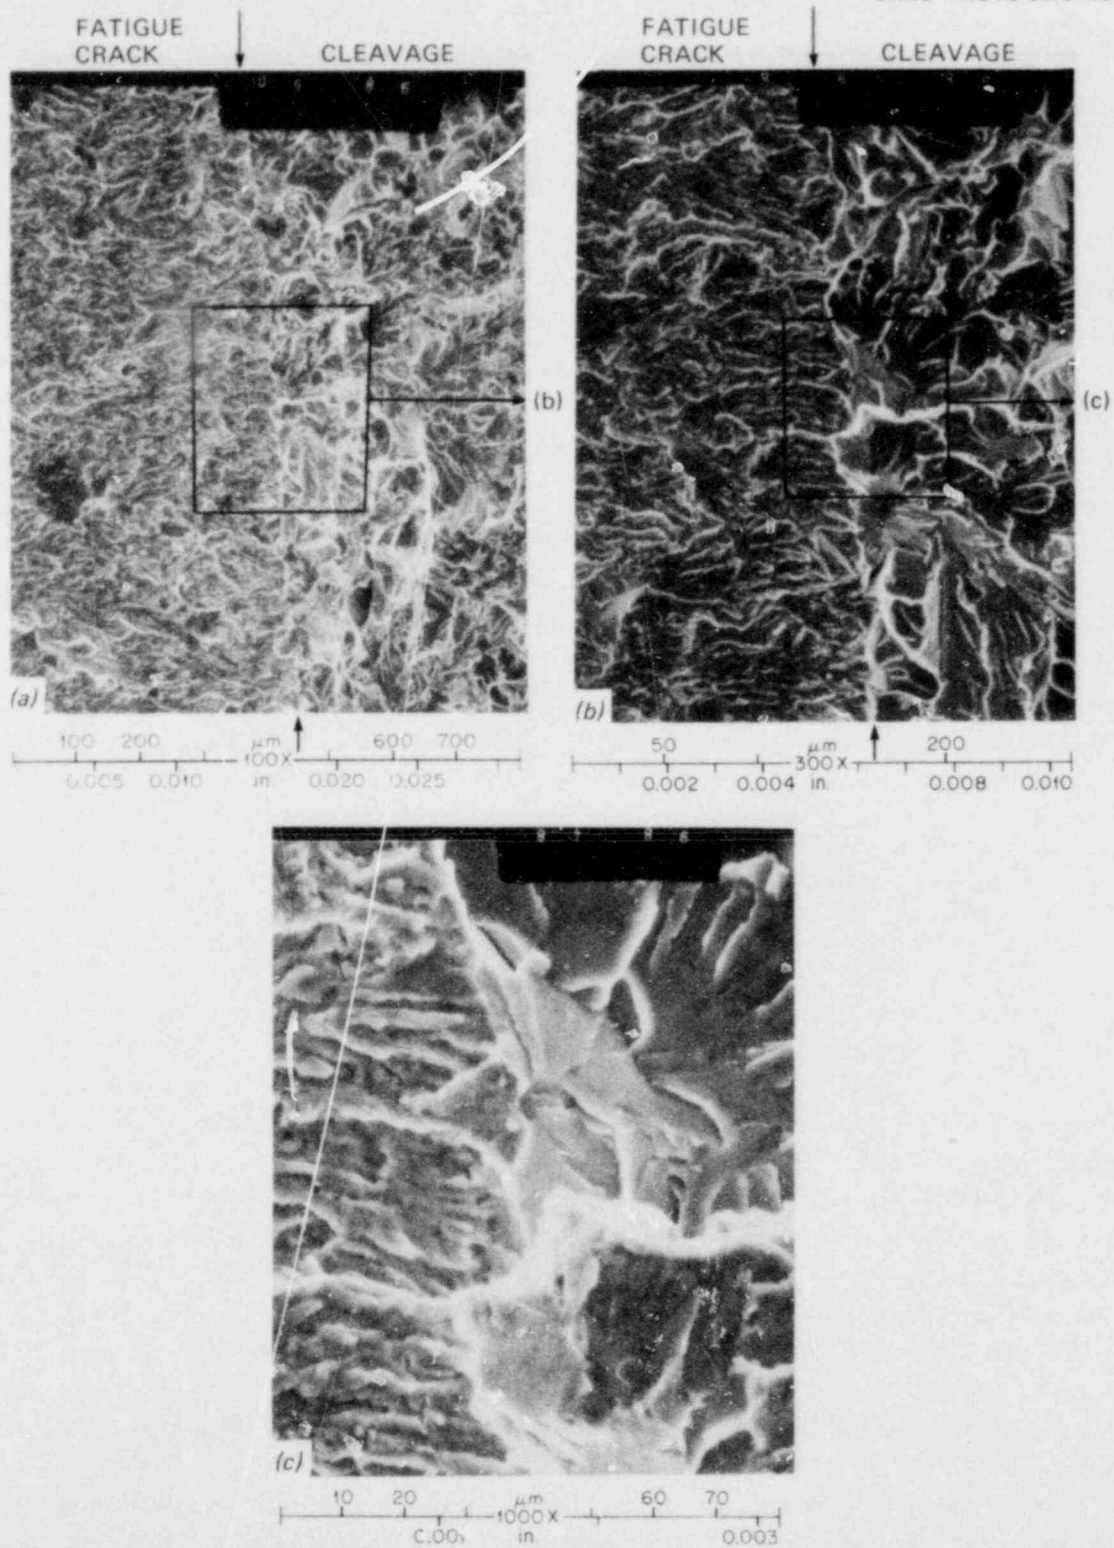 FATIGUE
CRACK
CLEAVAGE
FATIGUE
CRACK
CLEAVAGE
(b)
(c)
(a)
(b)
100 200 μm 600 700
100X
0.005 0.010 in 0.020 0.025
50 μm 200
300X
0.002 0.004 in. 0.008 0.010
(c)
10 20 μm 60 70
1000X
in. 0.003